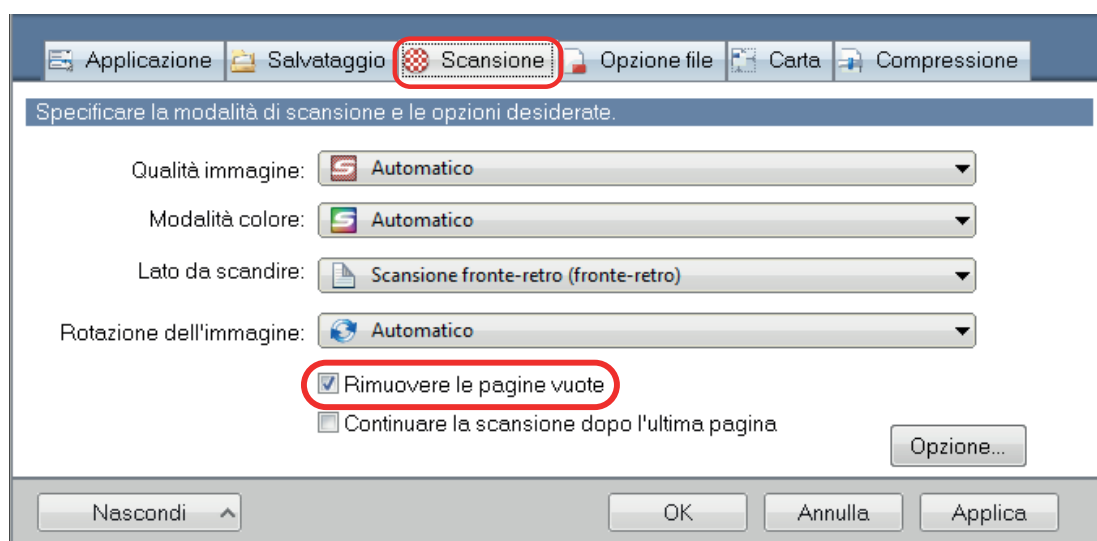 Applicazione Salvataggio Scansione Opzione file Carta Compressione
Specificare la modalità di scansione e le opzioni desiderate.
Qualità immagine: Automatico
Modalità colore: Automatico
Lato da scandire: Scansione fronte-retro (fronte-retro)
Rotazione dell'immagine: Automatico
Rimuovere le pagine vuote
Continuare la scansione dopo l'ultima pagina
Opzione...
Nascondi OK Annulla Applica